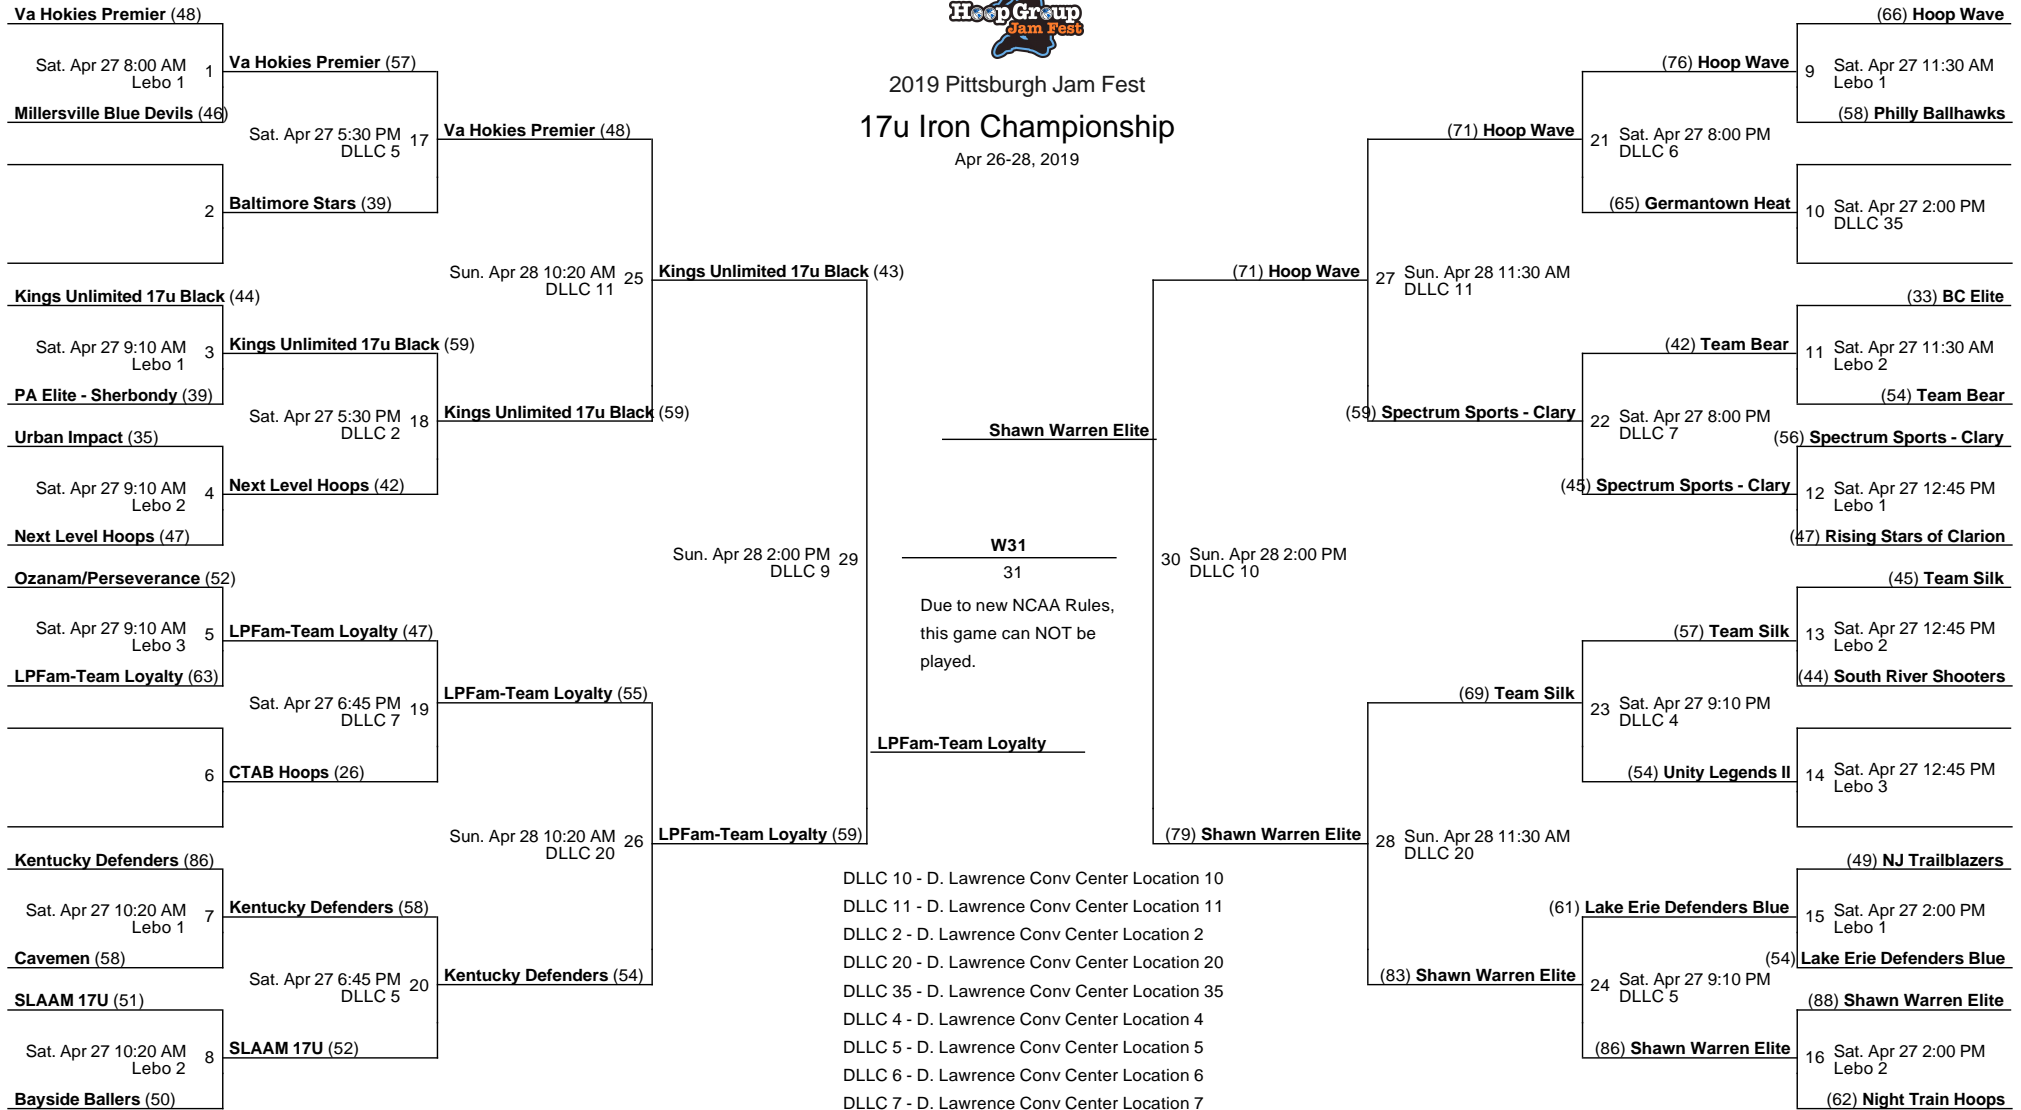 HoopGroup
Jam Fest
2019 Pittsburgh Jam Fest
17u Iron Championship
Apr 26-28, 2019
Va Hokies Premier (48)
Sat. Apr 27 8:00 AM 1
Lebo 1
Millersville Blue Devils (46)
2
Kings Unlimited 17u Black (44)
Sat. Apr 27 9:10 AM 3
Lebo 1
PA Elite - Sherbondy (39)
Urban Impact (35)
Sat. Apr 27 9:10 AM 4
Lebo 2
Next Level Hoops (47)
Ozanam/Perseverance (52)
Sat. Apr 27 9:10 AM 5
Lebo 3
LPFam-Team Loyalty (63)
6
Kentucky Defenders (86)
Sat. Apr 27 10:20 AM 7
Lebo 1
Cavemen (58)
SLAAM 17U (51)
Sat. Apr 27 10:20 AM 8
Lebo 2
Bayside Ballers (50)
Va Hokies Premier (57)
Sat. Apr 27 5:30 PM 17
DLLC 5
Baltimore Stars (39)
Kings Unlimited 17u Black (59)
Sat. Apr 27 5:30 PM 18
DLLC 2
Next Level Hoops (42)
LPFam-Team Loyalty (47)
Sat. Apr 27 6:45 PM 19
DLLC 7
CTAB Hoops (26)
Kentucky Defenders (58)
Sat. Apr 27 6:45 PM 20
DLLC 5
SLAAM 17U (52)
Va Hokies Premier (48)
Sun. Apr 28 10:20 AM 25
DLLC 11
Kings Unlimited 17u Black (59)
LPFam-Team Loyalty (55)
Sun. Apr 28 10:20 AM 26
DLLC 20
Kentucky Defenders (54)
Kings Unlimited 17u Black (43)
Sun. Apr 28 2:00 PM 29
DLLC 9
LPFam-Team Loyalty (59)
Shawn Warren Elite
W31
31
Due to new NCAA Rules,
this game can NOT be
played.
LPFam-Team Loyalty
DLLC 10 - D. Lawrence Conv Center Location 10
DLLC 11 - D. Lawrence Conv Center Location 11
DLLC 2 - D. Lawrence Conv Center Location 2
DLLC 20 - D. Lawrence Conv Center Location 20
DLLC 35 - D. Lawrence Conv Center Location 35
DLLC 4 - D. Lawrence Conv Center Location 4
DLLC 5 - D. Lawrence Conv Center Location 5
DLLC 6 - D. Lawrence Conv Center Location 6
DLLC 7 - D. Lawrence Conv Center Location 7
(71) Hoop Wave
30 Sun. Apr 28 2:00 PM
DLLC 10
(79) Shawn Warren Elite
(71) Hoop Wave
27 Sun. Apr 28 11:30 AM
DLLC 11
(59) Spectrum Sports - Clary
(69) Team Silk
28 Sun. Apr 28 11:30 AM
DLLC 20
(83) Shawn Warren Elite
(76) Hoop Wave
21 Sat. Apr 27 8:00 PM
DLLC 6
(65) Germantown Heat
(42) Team Bear
22 Sat. Apr 27 8:00 PM
DLLC 7
(45) Spectrum Sports - Clary
(57) Team Silk
23 Sat. Apr 27 9:10 PM
DLLC 4
(54) Unity Legends II
(61) Lake Erie Defenders Blue
24 Sat. Apr 27 9:10 PM
DLLC 5
(86) Shawn Warren Elite
(66) Hoop Wave
9 Sat. Apr 27 11:30 AM
Lebo 1
(58) Philly Ballhawks
10 Sat. Apr 27 2:00 PM
DLLC 35
(33) BC Elite
11 Sat. Apr 27 11:30 AM
Lebo 2
(54) Team Bear
(56) Spectrum Sports - Clary
12 Sat. Apr 27 12:45 PM
Lebo 1
(47) Rising Stars of Clarion
(45) Team Silk
13 Sat. Apr 27 12:45 PM
Lebo 2
(44) South River Shooters
14 Sat. Apr 27 12:45 PM
Lebo 3
(49) NJ Trailblazers
15 Sat. Apr 27 2:00 PM
Lebo 1
(54) Lake Erie Defenders Blue
(88) Shawn Warren Elite
16 Sat. Apr 27 2:00 PM
Lebo 2
(62) Night Train Hoops